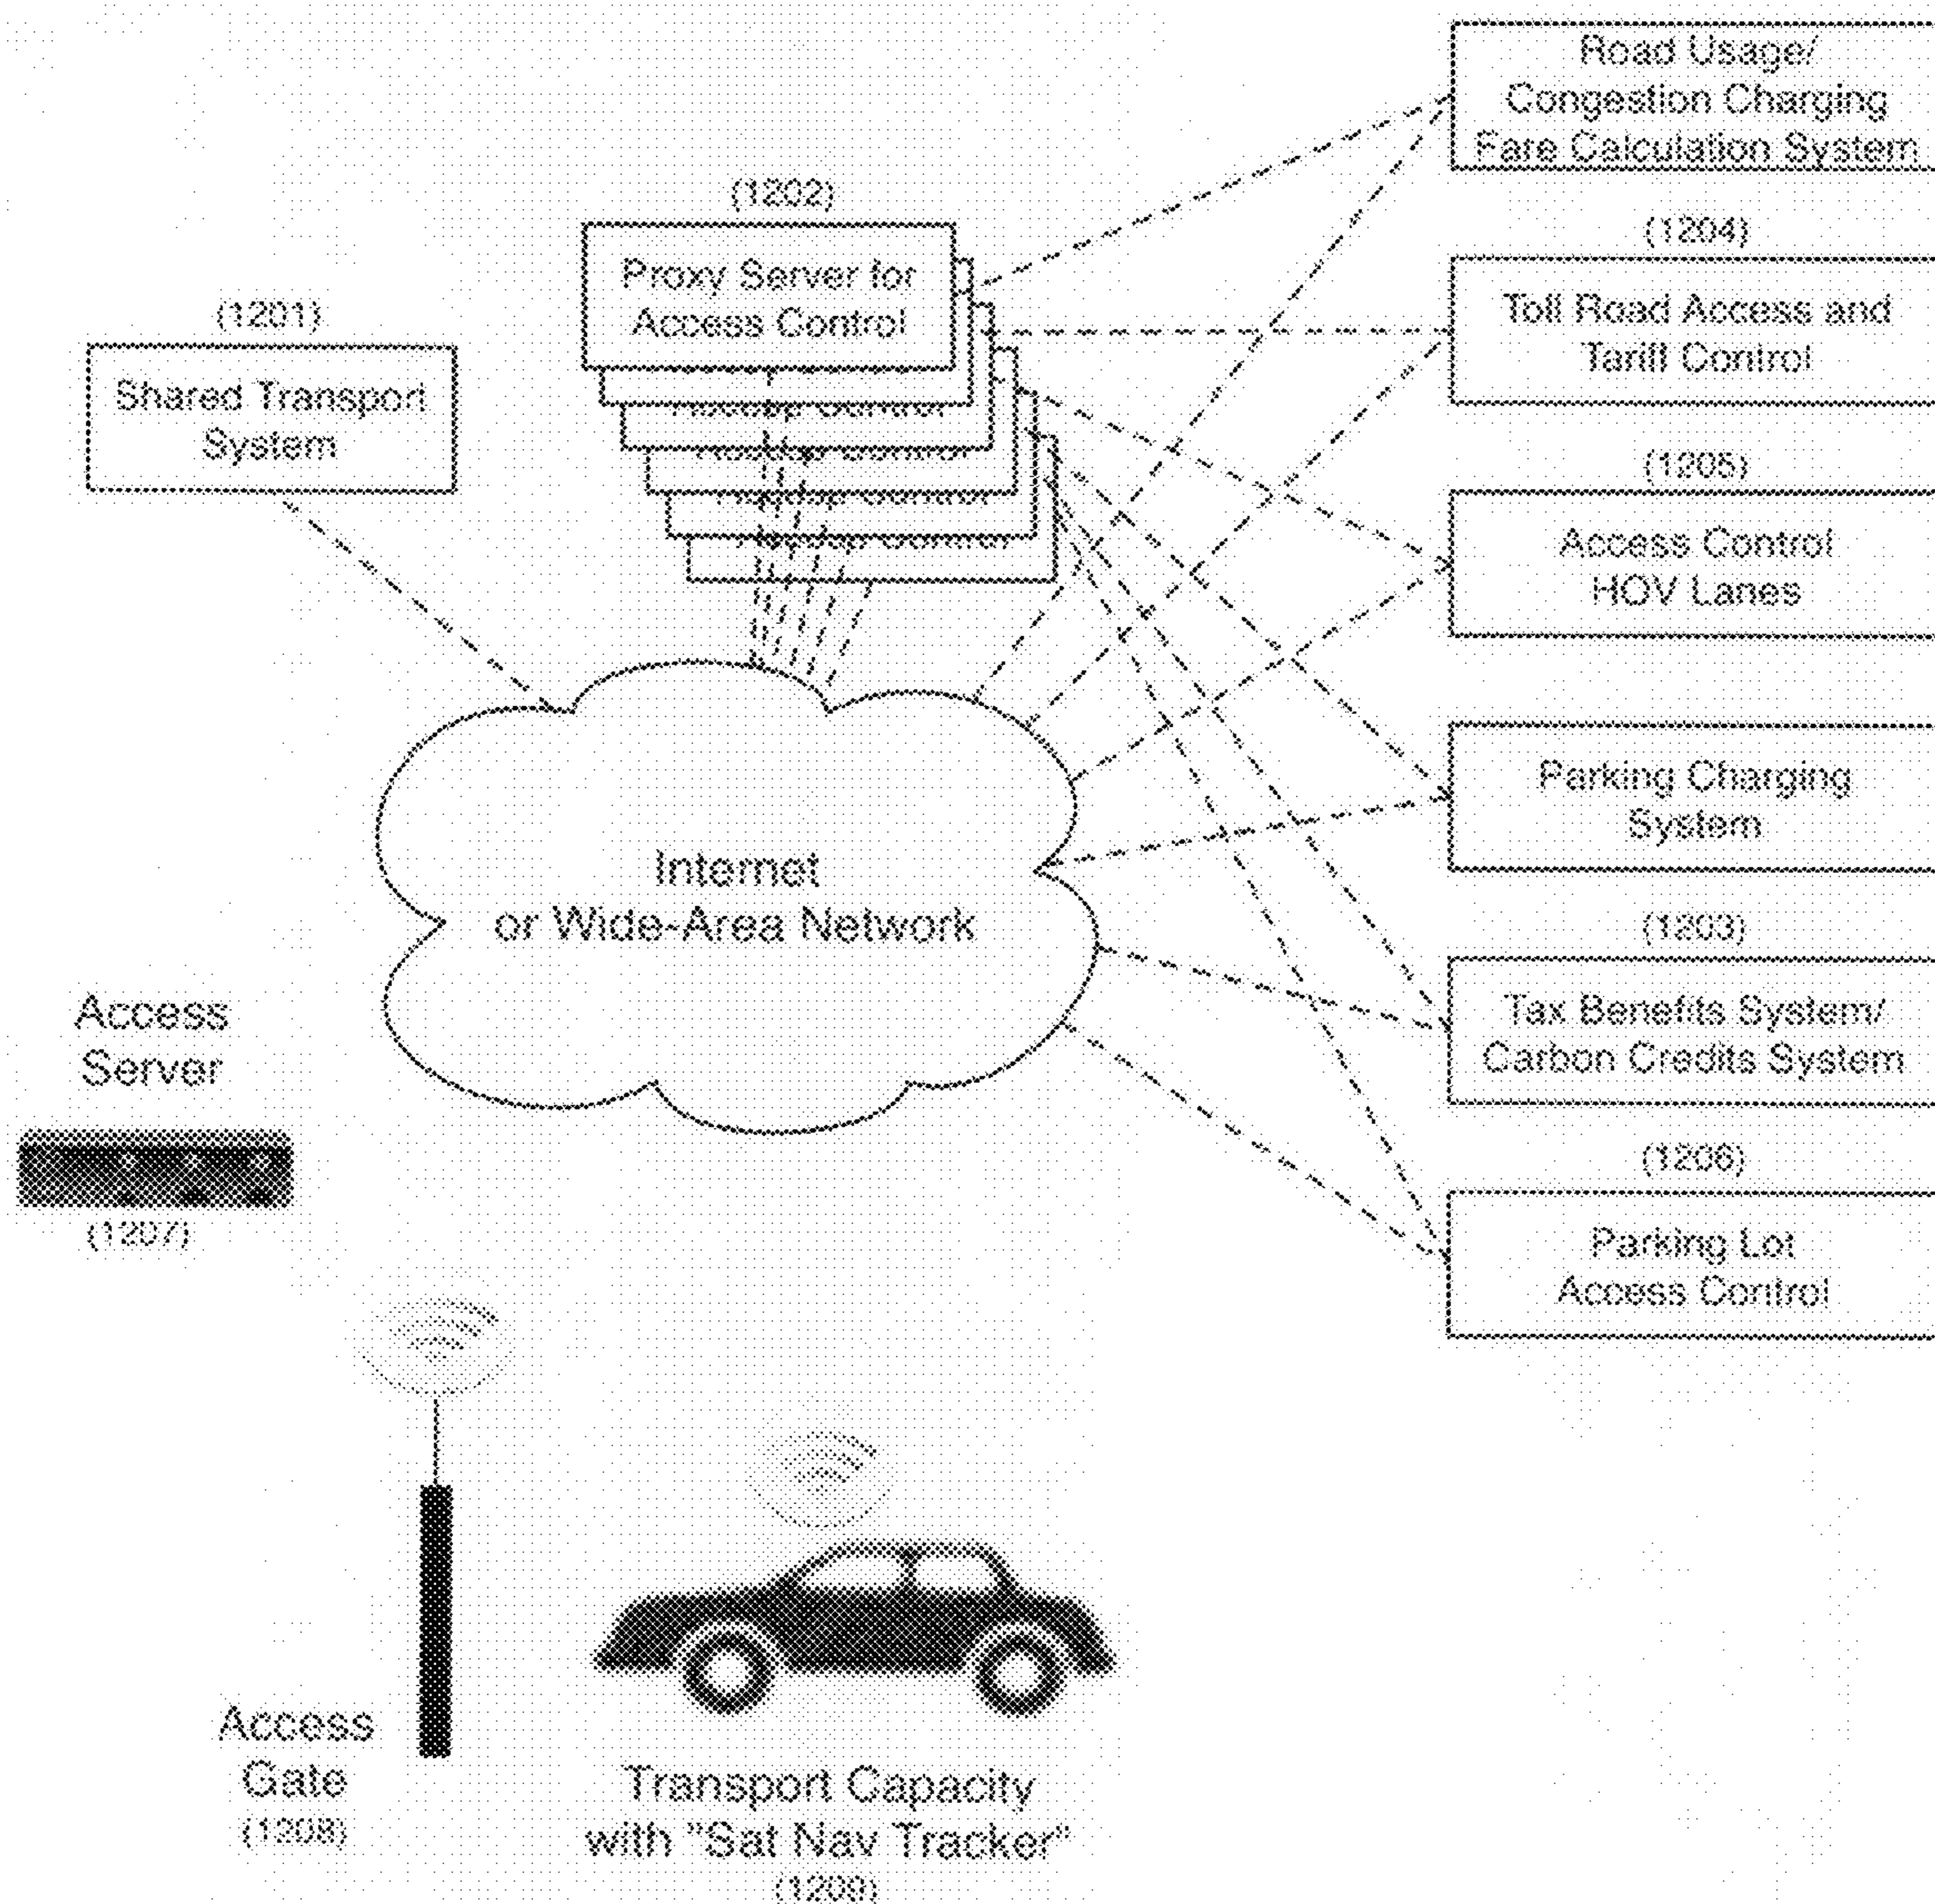 Road Usage/
Congestion Charging
Fare Calculation System
(1202)
Proxy Server for
Access Control
(1204)
Toll Road Access and
Tariff Control
(1201)
Shared Transport
System
(1205)
Access Control
HOV Lanes
Parking Charging
System
Internet
or Wide-Area Network
(1203)
Tax Benefits System/
Carbon Credits System
Access
Server
(1207)
(1206)
Parking Lot
Access Control
Access
Gate
(1208)
Transport Capacity
with "Sat Nav Tracker"
(1209)